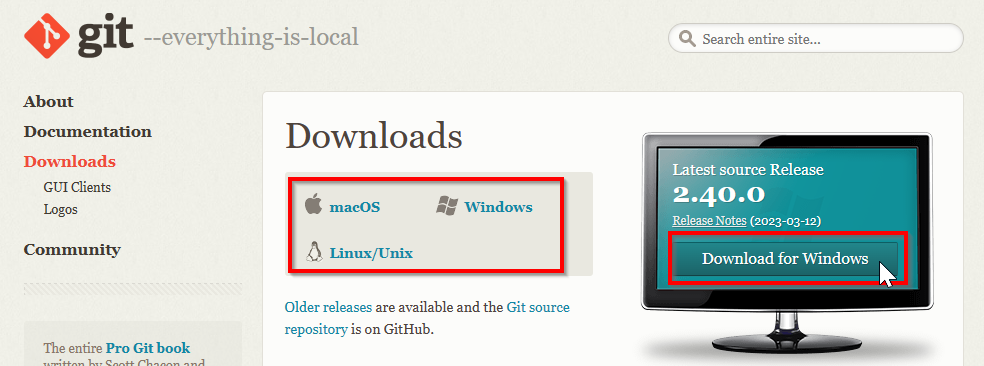 git --everything-is-local
Search entire site...
About
Documentation
Downloads
GUI Clients
Logos
Community
The entire Pro Git book
written by Scott Chacon and
Downloads
macOS
Windows
Linux/Unix
Older releases are available and the Git source
repository is on GitHub.
Latest source Release
2.40.0
Release Notes (2023-03-12)
Download for Windows